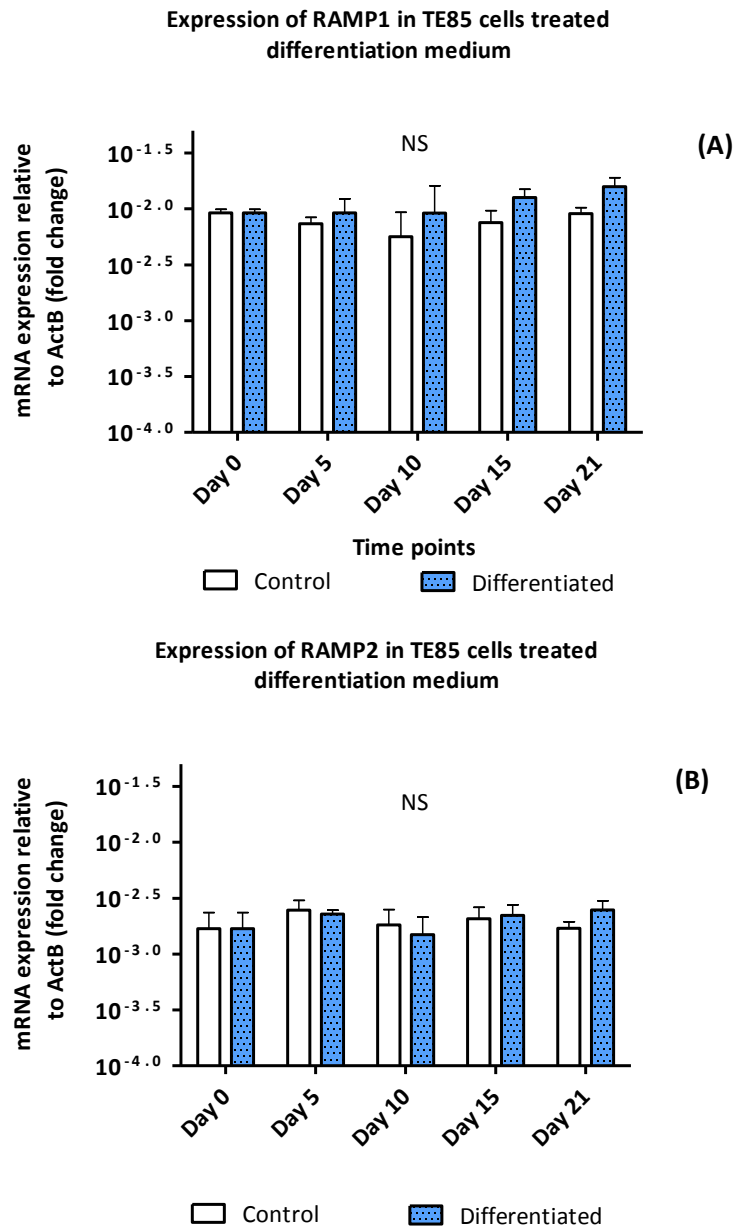 Expression of RAMP1 in TE85 cells treated
differentiation medium
(A)
NS
mRNA expression relative
to ActB (fold change)
10^-1.5
10^-2.0
10^-2.5
10^-3.0
10^-3.5
10^-4.0
Day 0
Day 5
Day 10
Day 15
Day 21
Time points
Control
Differentiated
Expression of RAMP2 in TE85 cells treated
differentiation medium
(B)
NS
mRNA expression relative
to ActB (fold change)
10^-1.5
10^-2.0
10^-2.5
10^-3.0
10^-3.5
10^-4.0
Day 0
Day 5
Day 10
Day 15
Day 21
Control
Differentiated